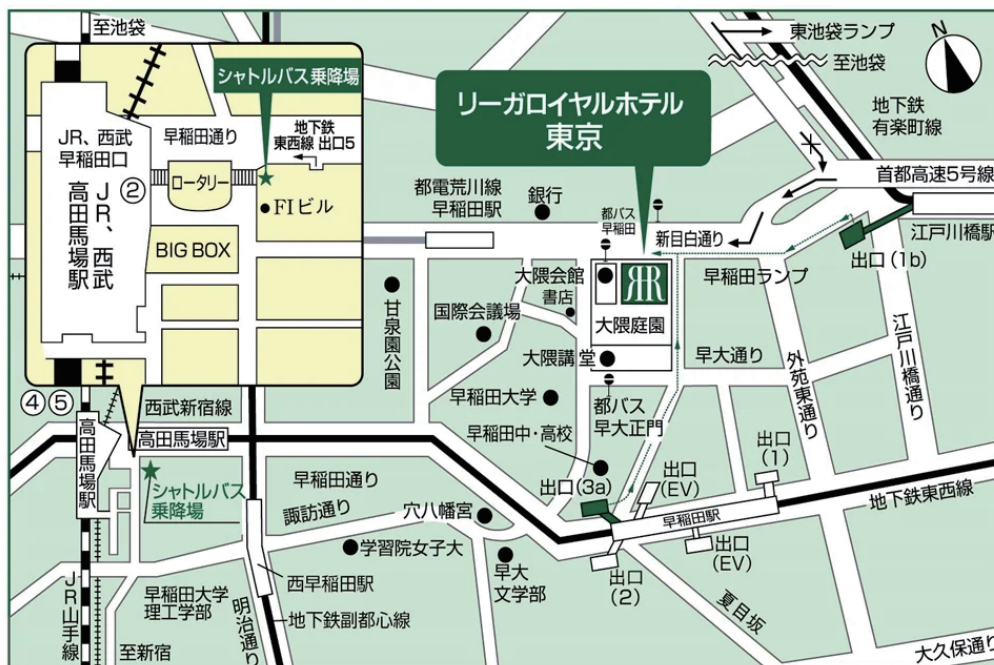 至池袋
シャトルバス乗降場
JR、西武
早稲田口
早稲田通り
地下鉄
東西線 出口5
②
ロータリー
JR、西武
高田馬場駅
FIビル
BIG BOX
④⑤
リーガロイヤルホテル
東京
東池袋ランプ
至池袋
N
地下鉄
有楽町線
首都高速5号線
都電荒川線
早稲田駅
銀行
都バス
早稲田
新目白通り
江戸川橋駅
出口(1b)
早稲田ランプ
大隈会館
書店
RR
大隈庭園
甘泉園公園
国際会議場
大隈講堂
早大通り
外苑東通り
江戸川橋通り
早稲田大学
都バス
早大正門
早稲田中・高校
西武新宿線
高田馬場駅
高田馬場駅
シャトルバス
乗降場
早稲田通り
諏訪通り
穴八幡宮
出口(3a)
出口
(EV)
出口
(1)
早稲田駅
地下鉄東西線
学習院女子大
早大
文学部
出口
(2)
出口
(EV)
西早稲田駅
早稲田大学
理工学部
明治通り
地下鉄副都心線
夏目坂
JR山手線
至新宿
大久保通り